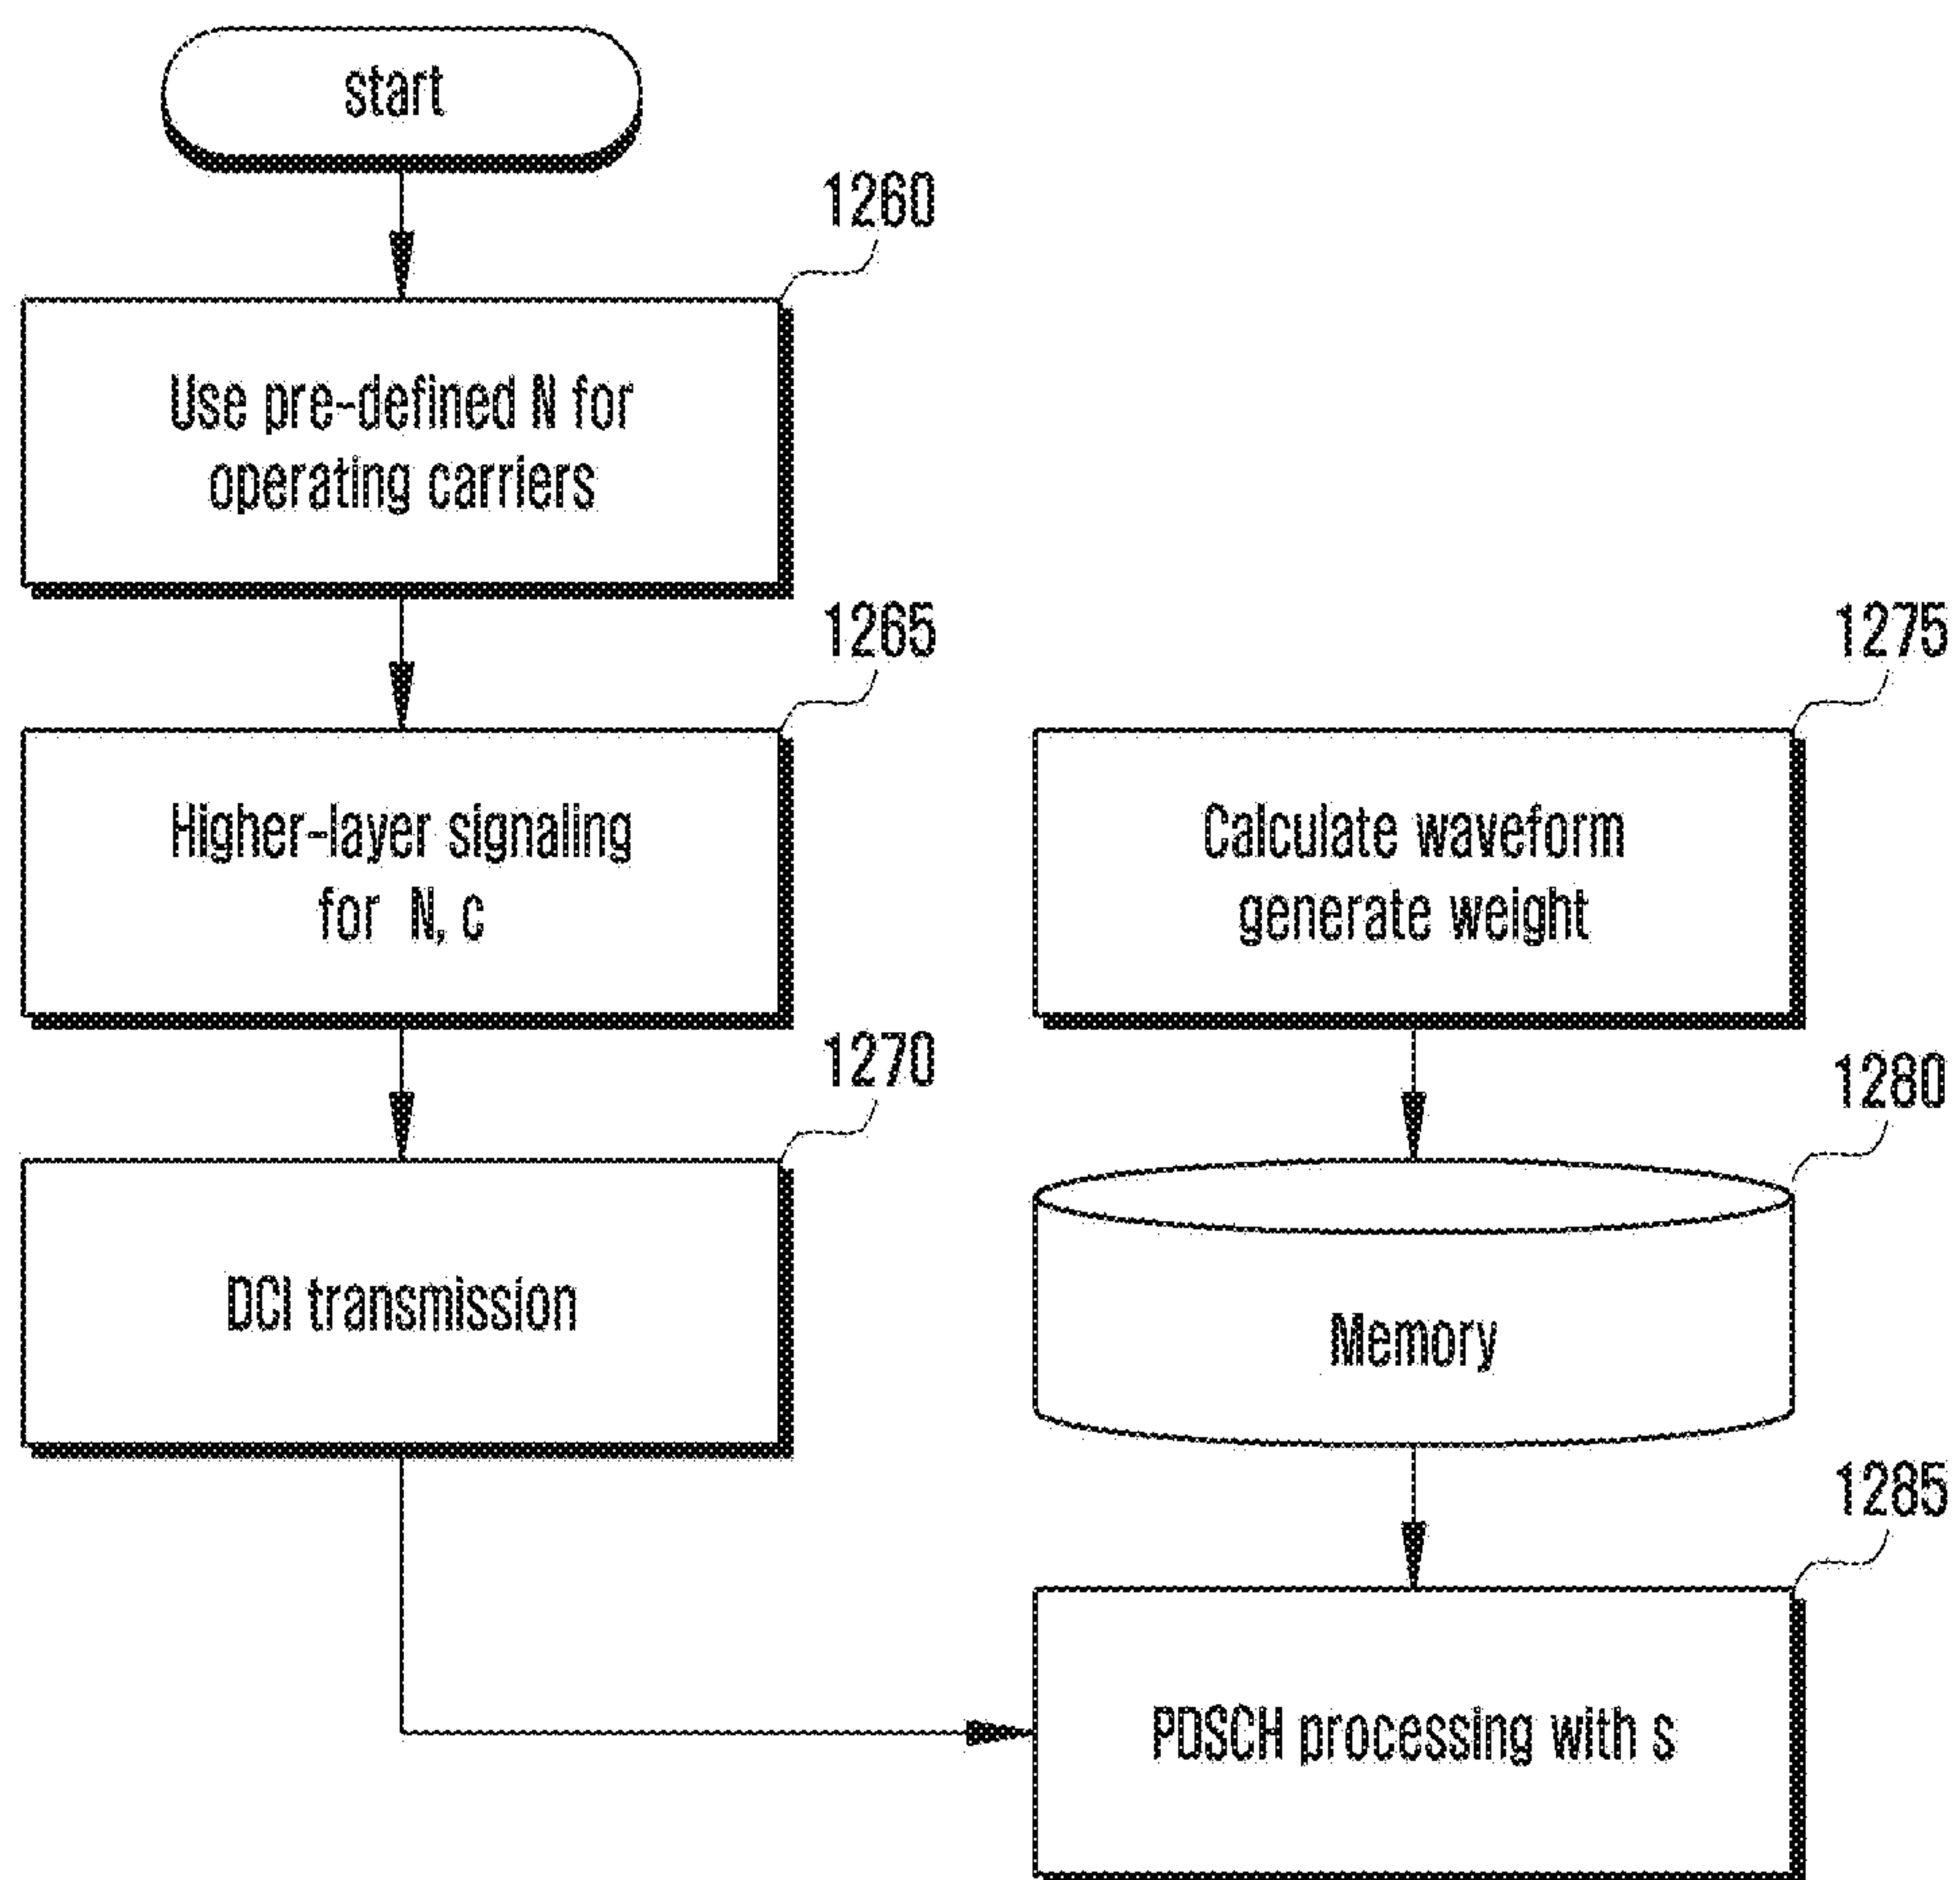 start
1260
Use pre-defined N for
operating carriers
1265
Higher-layer signaling
for N, c
1270
DCI transmission
1275
Calculate waveform
generate weight
1280
Memory
1285
PDSCH processing with s